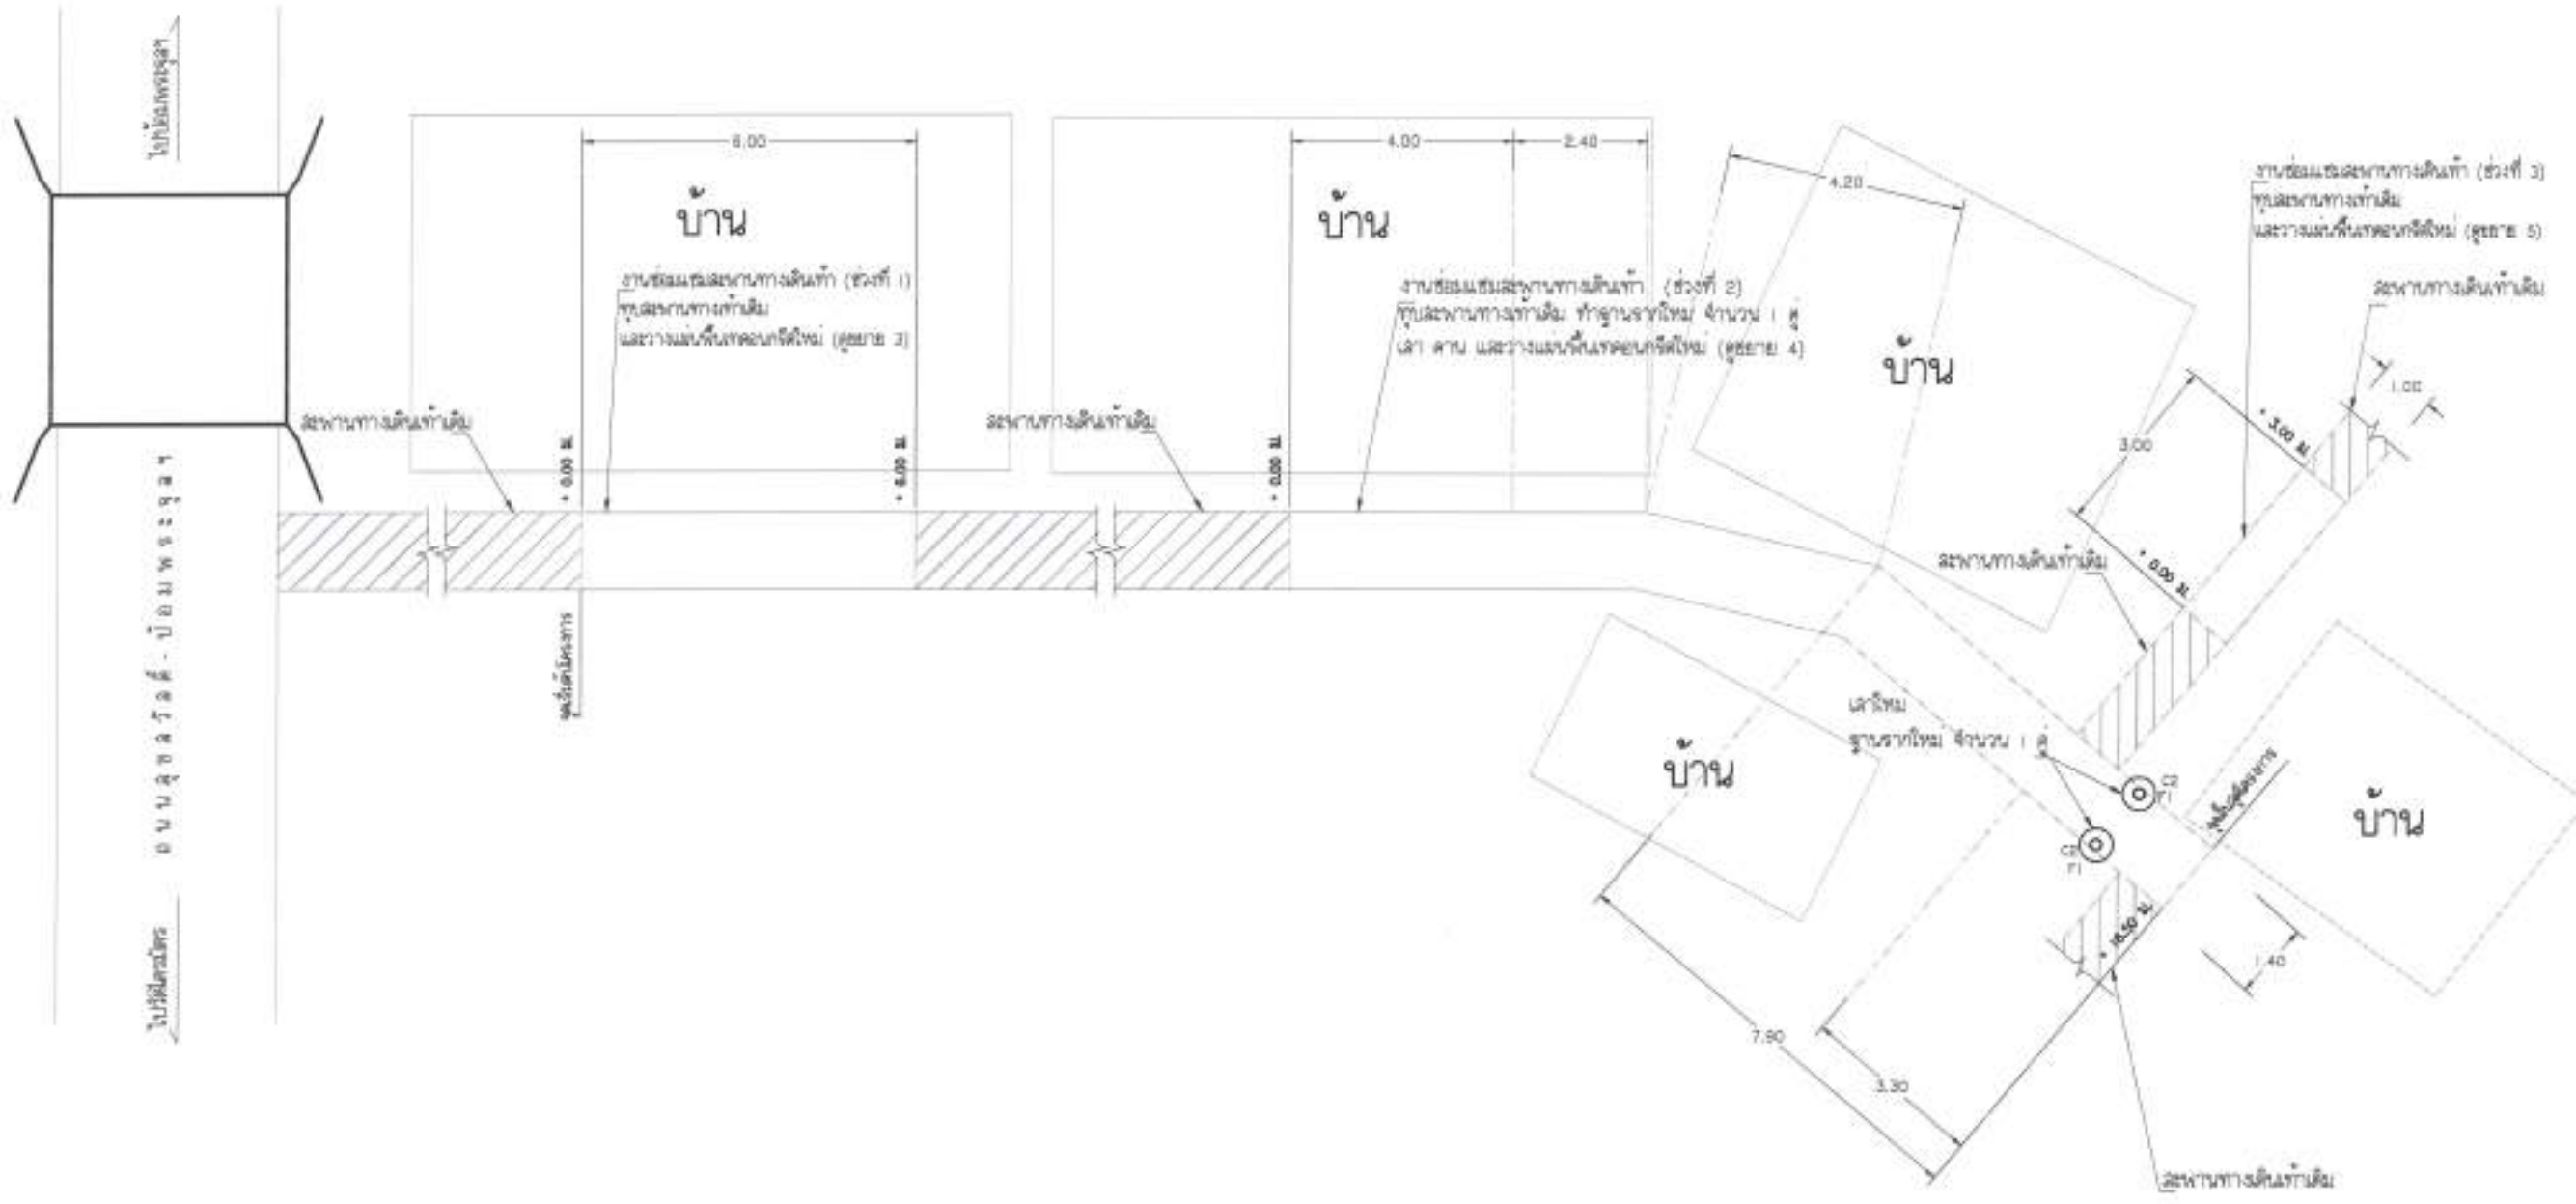 ไปป้อมพระจุลฯ
ถนนสุขสวัสดิ์-ป้อมพระจุลฯ
6.00
บ้าน
งานซ่อมแซมสะพานทางเดินเท้า (ช่วงที่ 1)
ทุบสะพานทางเท้าเดิม
และวางแผ่นพื้นเทคอนกรีตใหม่ (ดูขยาย 3)
สะพานทางเดินเท้าเดิม
+ 0.00 ม.
+ 6.00 ม.
จุดเริ่มต้นโครงการ
4.00
2.40
บ้าน
งานซ่อมแซมสะพานทางเดินเท้า (ช่วงที่ 2)
ทุบสะพานทางเท้าเดิม ทำฐานรากใหม่ จำนวน 1 คู่
เสา คาน และวางแผ่นพื้นเทคอนกรีตใหม่ (ดูขยาย 4)
สะพานทางเดินเท้าเดิม
+ 0.00 ม.
4.20
บ้าน
งานซ่อมแซมสะพานทางเดินเท้า (ช่วงที่ 3)
ทุบสะพานทางเท้าเดิม
และวางแผ่นพื้นเทคอนกรีตใหม่ (ดูขยาย 5)
สะพานทางเดินเท้าเดิม
1.00
+ 3.00 ม.
3.00
+ 0.00 ม.
สะพานทางเดินเท้าเดิม
เสาใหม่
ฐานรากใหม่ จำนวน 1 คู่
บ้าน
C2
F1
C2
F1
จุดสิ้นสุดโครงการ
บ้าน
+ 18.50 ม.
1.40
7.90
3.30
สะพานทางเดินเท้าเดิม